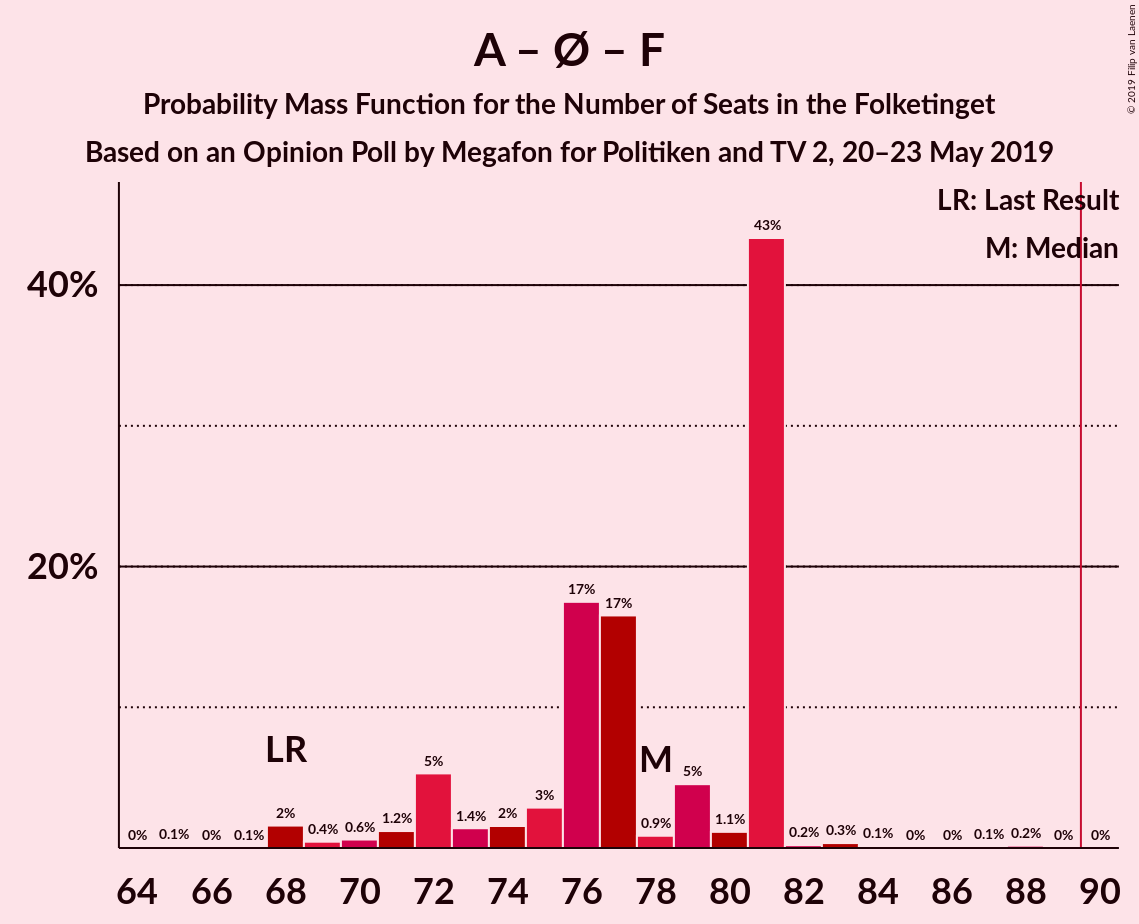 A – Ø – F
Probability Mass Function for the Number of Seats in the Folketinget
Based on an Opinion Poll by Megafon for Politiken and TV 2, 20–23 May 2019
© 2019 Filip van Laenen
LR: Last Result
M: Median
40%
20%
LR
M
0% 0.1% 0% 0.1% 2% 0.4% 0.6% 1.2% 5% 1.4% 2% 3% 17% 17% 0.9% 5% 1.1% 43% 0.2% 0.3% 0.1% 0% 0% 0.1% 0.2% 0% 0%
64 66 68 70 72 74 76 78 80 82 84 86 88 90